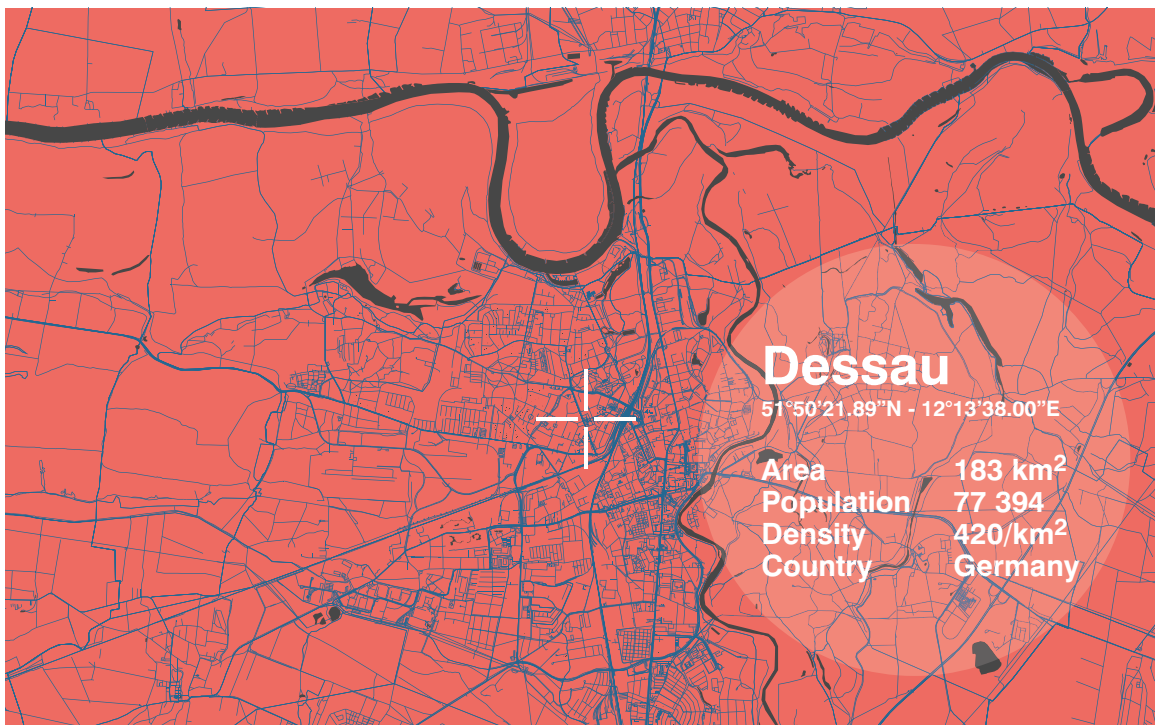 Dessau
51°50'21.89”N - 12°13'38.00”E
Area 183 km²
Population 77 394
Density 420/km²
Country Germany